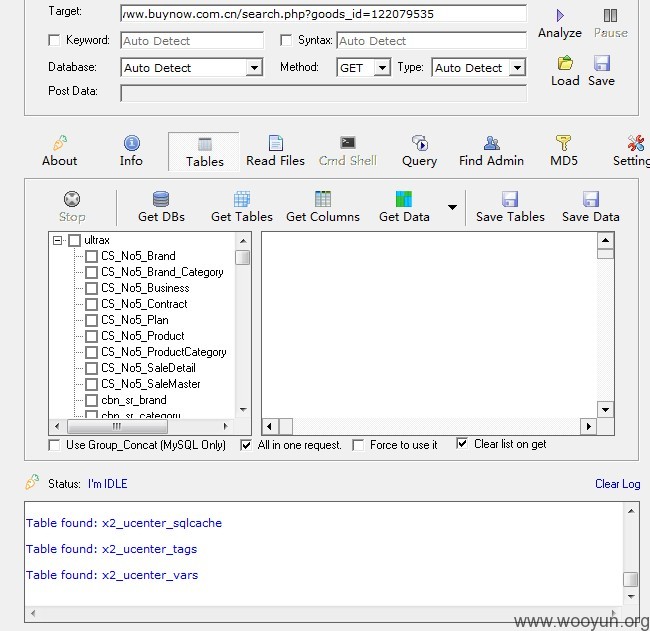 Target: www.buynow.com.cn/search.php?goods_id=122079535
Analyze Pause
Keyword: Auto Detect Syntax: Auto Detect
Database: Auto Detect Method: GET Type: Auto Detect
Load Save
Post Data:
About Info Tables Read Files Cmd Shell Query Find Admin MD5 Setting
Stop Get DBs Get Tables Get Columns Get Data Save Tables Save Data
ultrax
CS_No5_Brand
CS_No5_Brand_Category
CS_No5_Business
CS_No5_Contract
CS_No5_Plan
CS_No5_Product
CS_No5_ProductCategory
CS_No5_SaleDetail
CS_No5_SaleMaster
cbn_sr_brand
cbn_sr_category
Use Group_Concat (MySQL Only) All in one request. Force to use it Clear list on get
Status: I'm IDLE Clear Log
Table found: x2_ucenter_sqlcache
Table found: x2_ucenter_tags
Table found: x2_ucenter_vars
www.wooyun.org